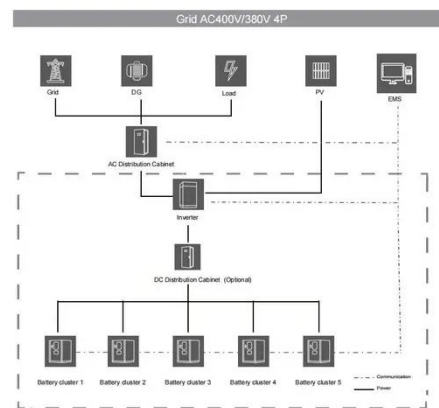 Grid AC400V/380V 4P
Grid
DG
Load
PV
EMS
AC Distribution Cabinet
Inverter
DC Distribution Cabinet (Optional)
Battery cluster 1
Battery cluster 2
Battery cluster 3
Battery cluster 4
Battery cluster 5
Communication
Power